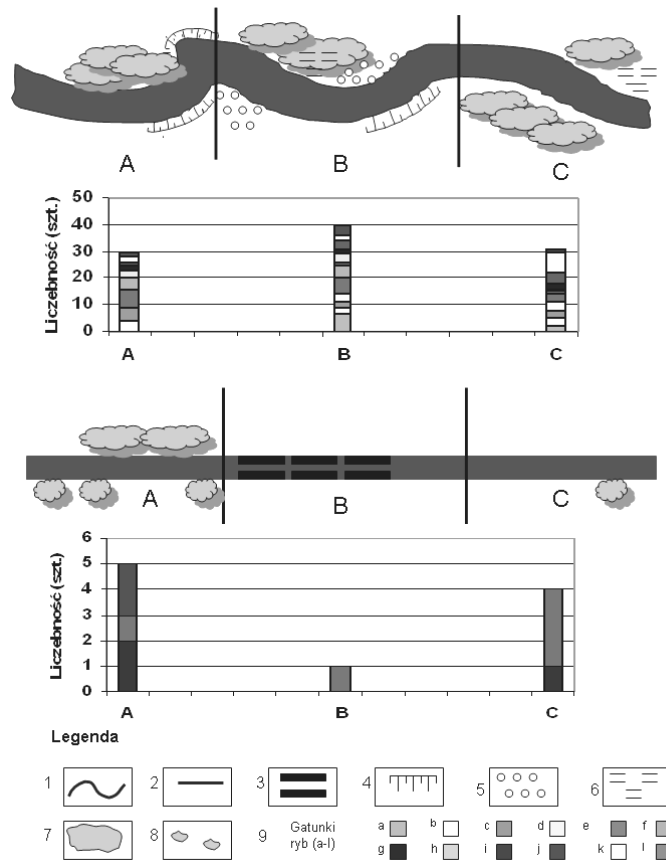 A B C
Liczebność (szt.)
50
40
30
20
10
0
A B C
A B C
Liczebność (szt.)
6
5
4
3
2
1
0
A B C
Legenda
1 2 3 4 5 6
7 8 9 Gatunki ryb (a-l)
a b c d e f
g h i j k l